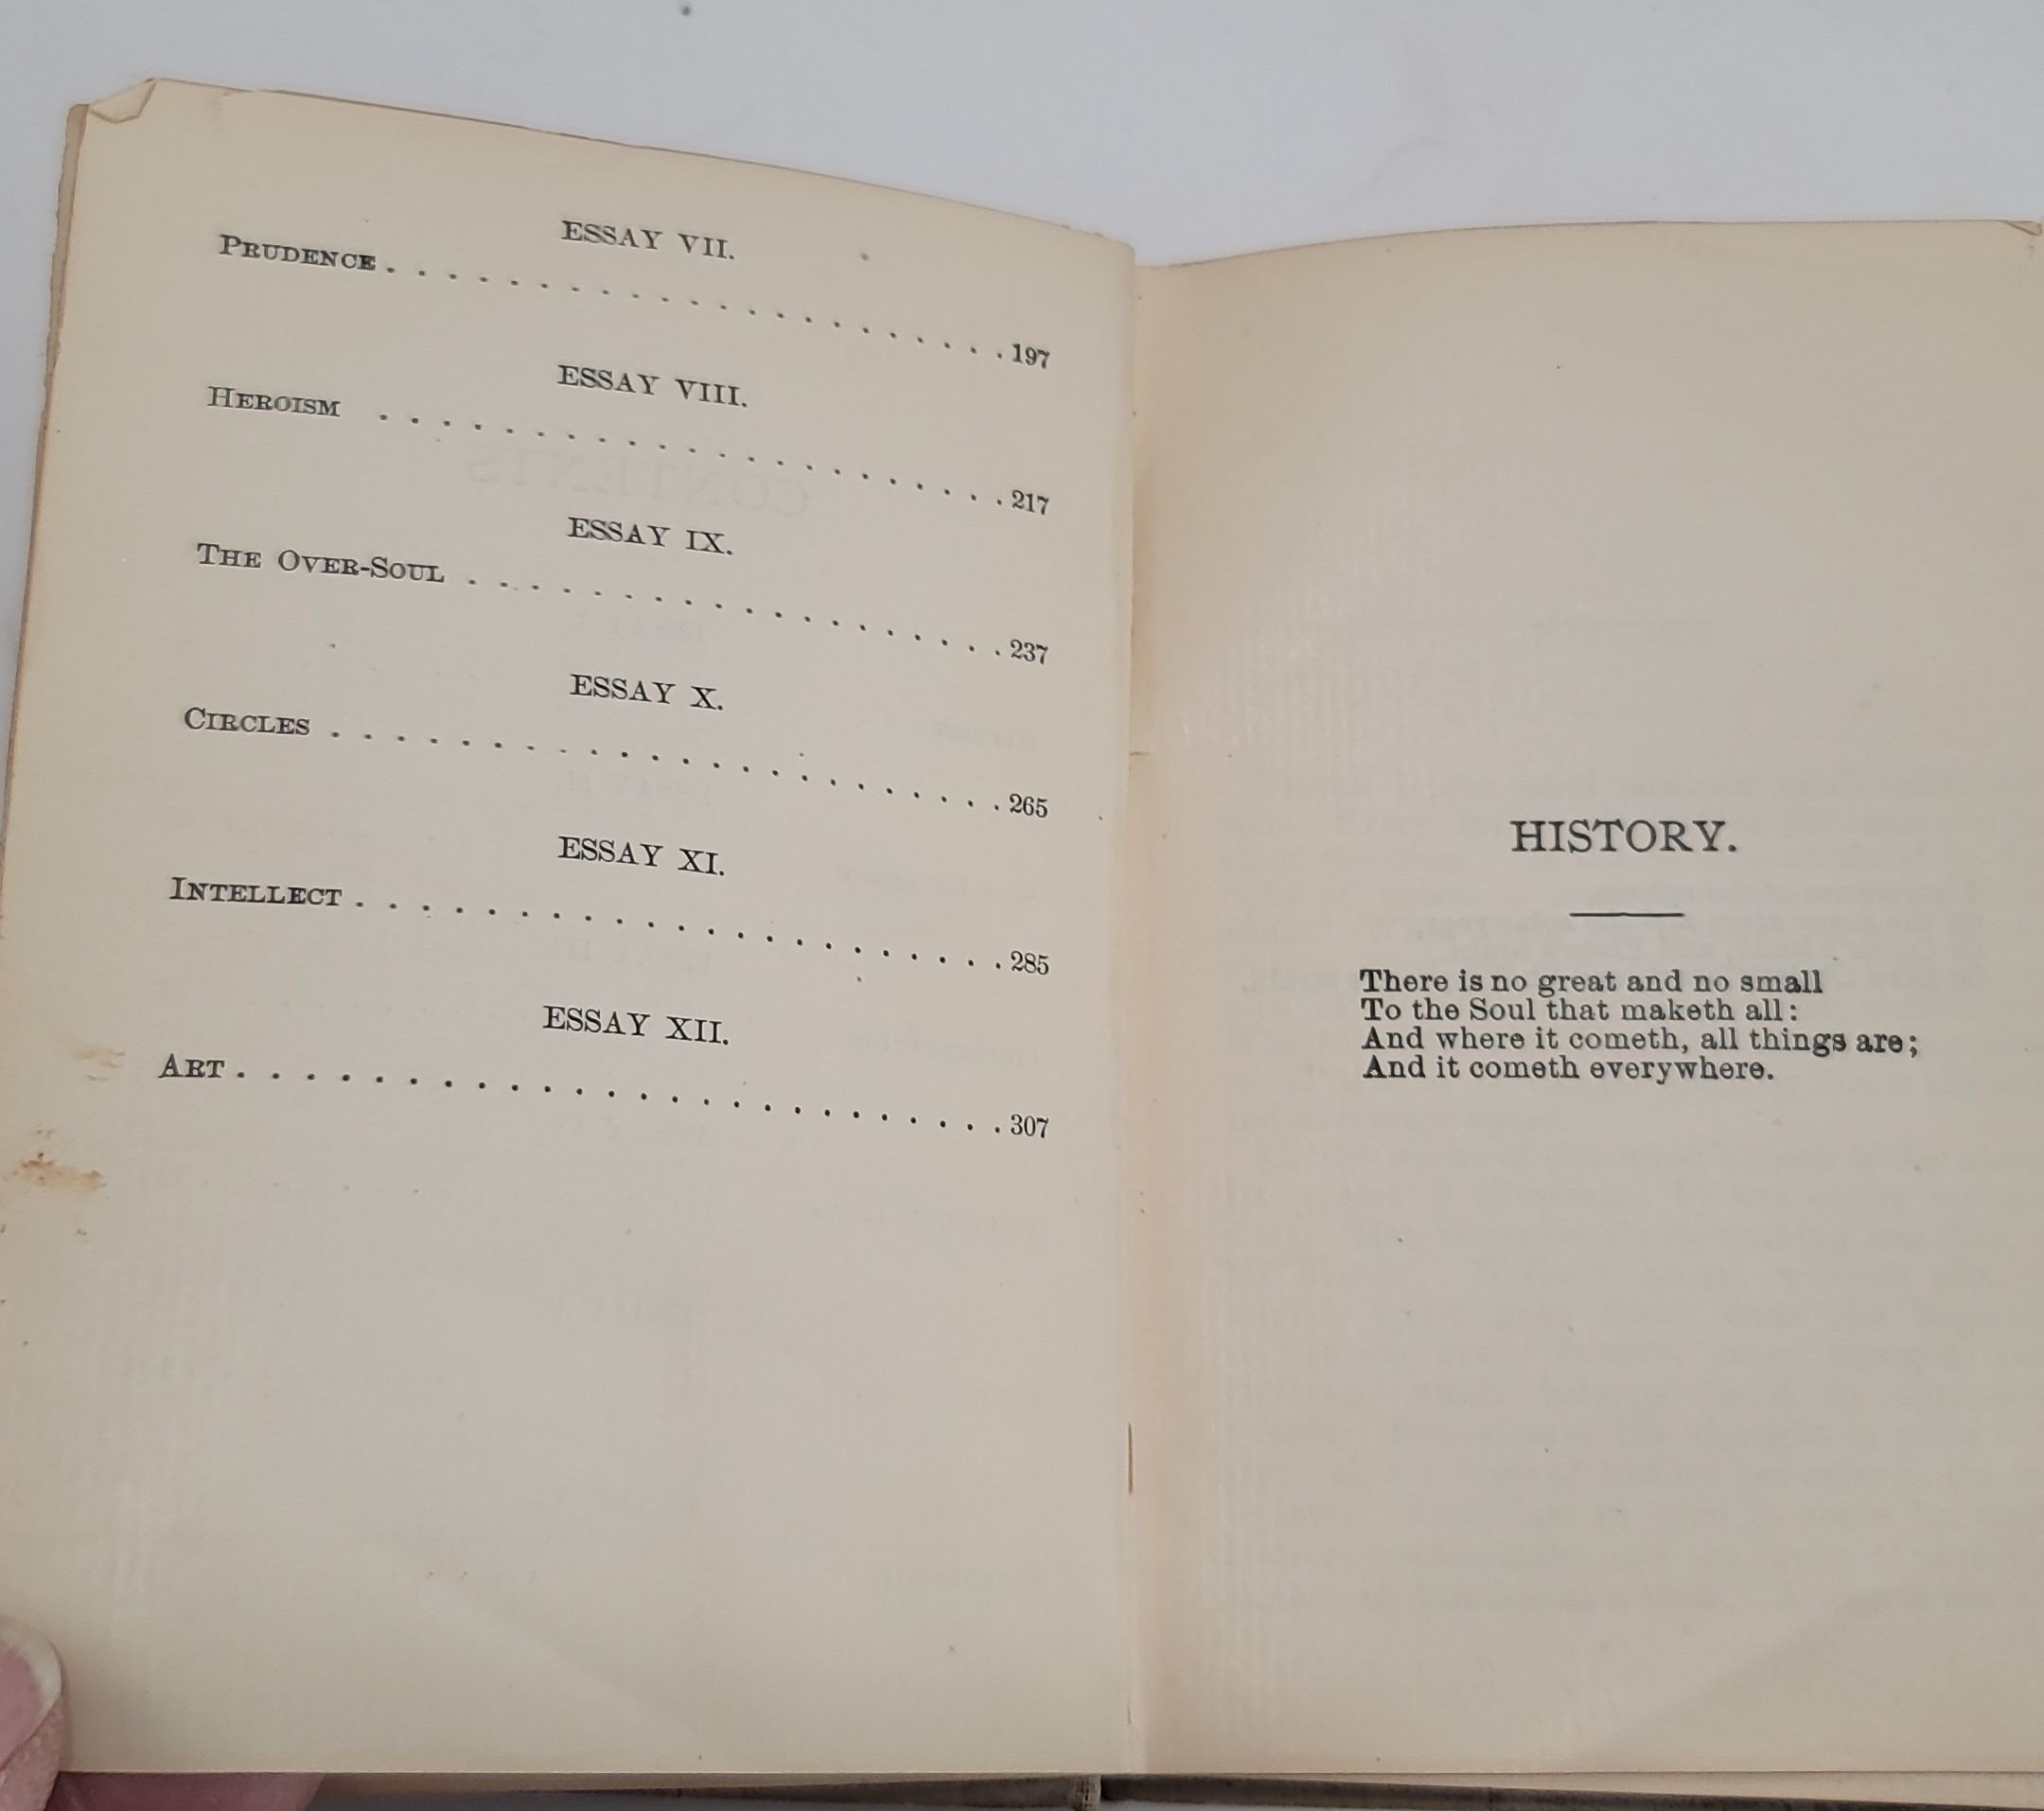 ESSAY VII.
PRUDENCE . . . . . . . . . . . . . . . . . . . . . 197
ESSAY VIII.
HEROISM . . . . . . . . . . . . . . . . . . . . . 217
ESSAY IX.
THE OVER-SOUL . . . . . . . . . . . . . . . . . . 237
ESSAY X.
CIRCLES . . . . . . . . . . . . . . . . . . . . . . 265
ESSAY XI.
INTELLECT . . . . . . . . . . . . . . . . . . . . . 285
ESSAY XII.
ART . . . . . . . . . . . . . . . . . . . . . . . . 307
HISTORY.
There is no great and no small
To the Soul that maketh all:
And where it cometh, all things are;
And it cometh everywhere.